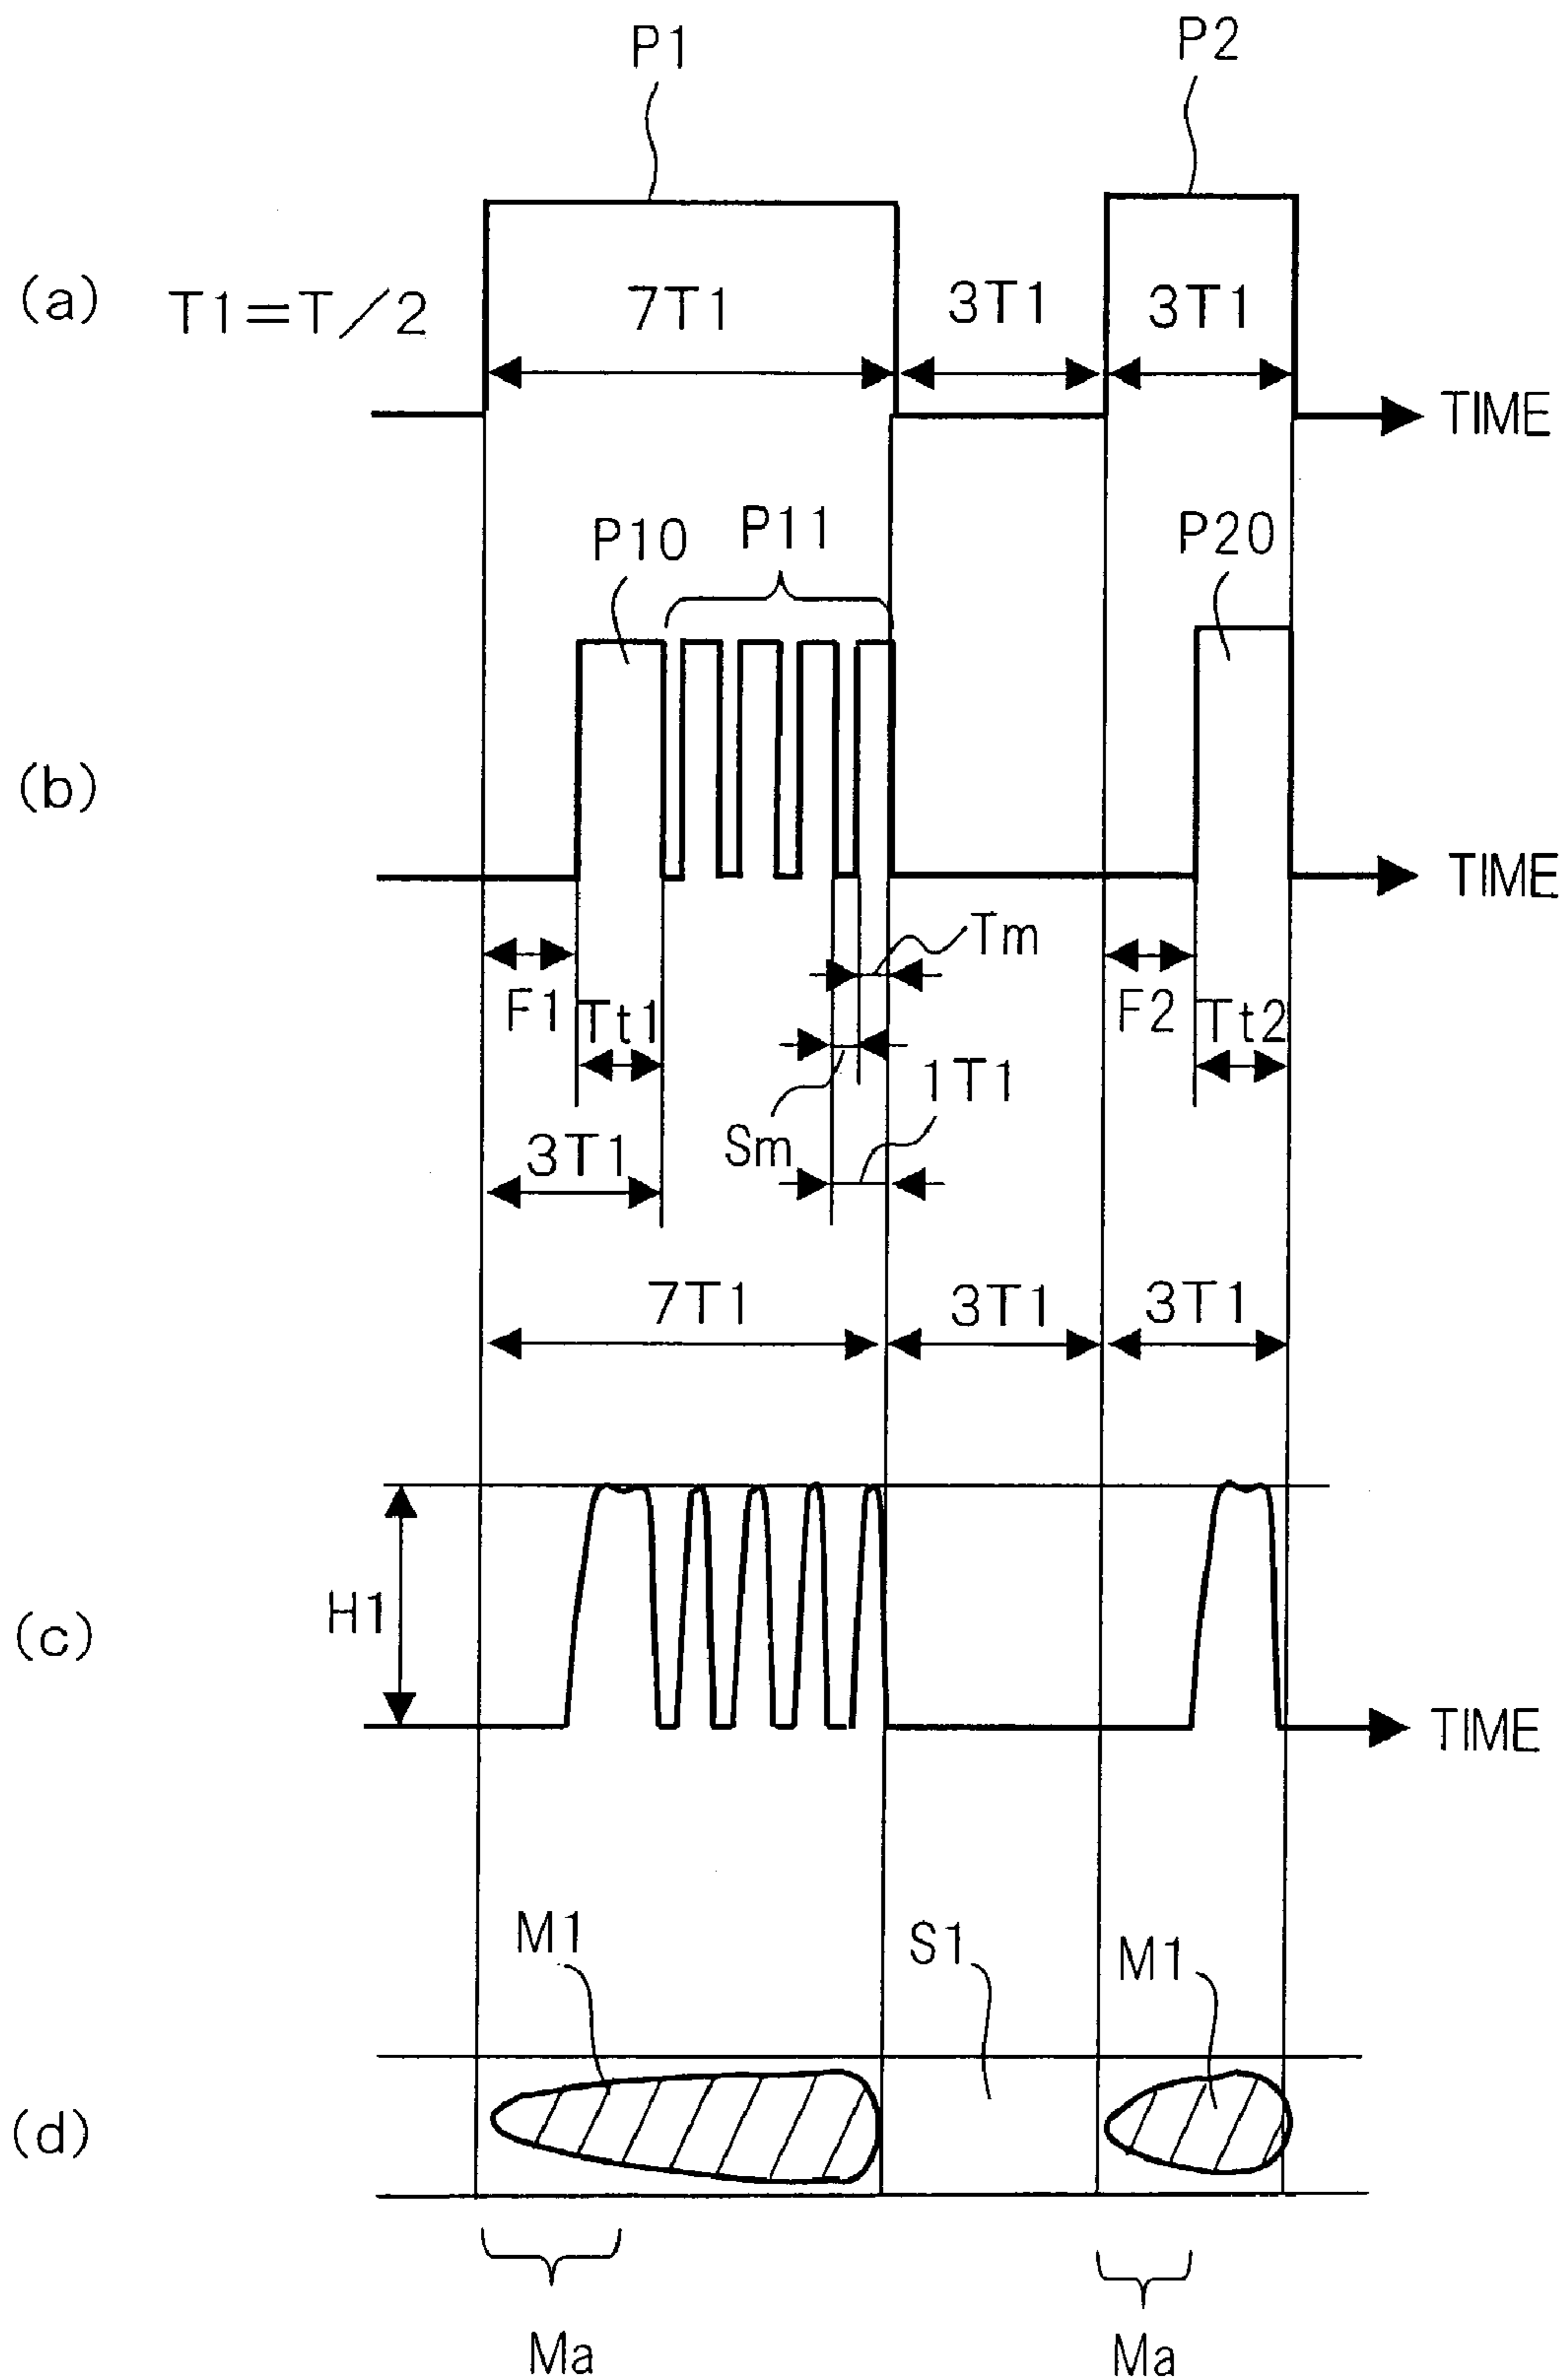 P1
P2
(a)
T1=T/2
7T1
3T1
3T1
TIME
P10
P11
P20
(b)
TIME
Tm
F1
Tt1
F2
Tt2
Sm
1T1
3T1
7T1
3T1
3T1
H1
(c)
TIME
M1
S1
M1
(d)
Ma
Ma